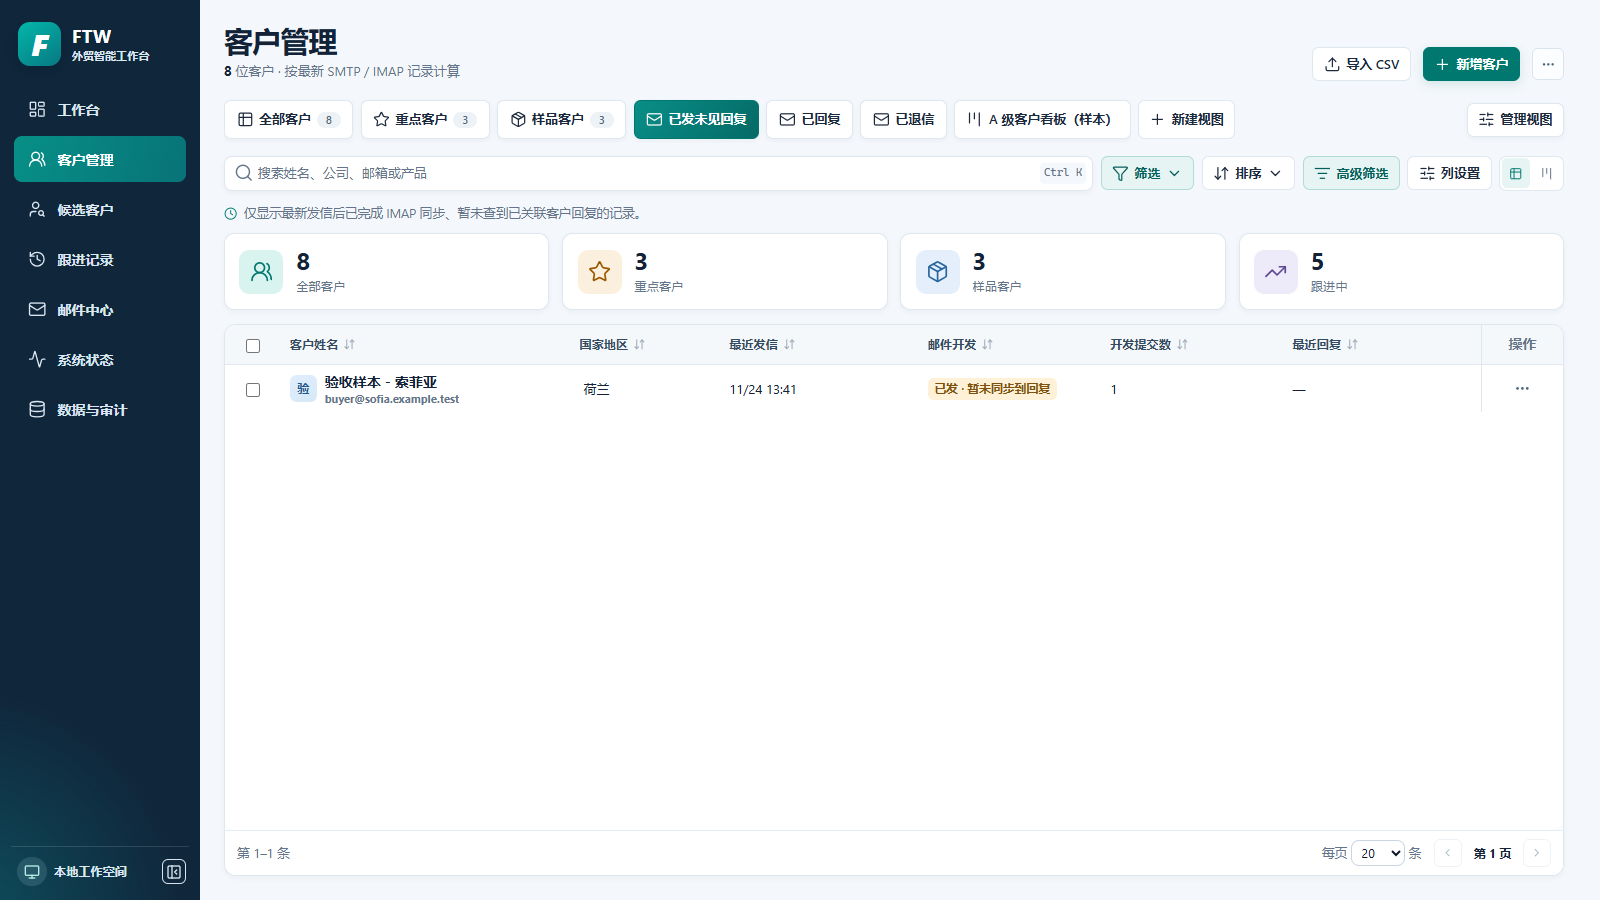 F
FTW
外贸智能工作台
工作台
客户管理
候选客户
跟进记录
邮件中心
系统状态
数据与审计
本地工作空间
客户管理
8 位客户 · 按最新 SMTP / IMAP 记录计算
导入 CSV
新增客户
全部客户 8
重点客户 3
样品客户 3
已发未见回复
已回复
已退信
A 级客户看板（样本）
新建视图
管理视图
搜索姓名、公司、邮箱或产品
Ctrl K
筛选
排序
高级筛选
列设置
仅显示最新发信后已完成 IMAP 同步、暂未查到已关联客户回复的记录。
8
全部客户
3
重点客户
3
样品客户
5
跟进中
客户姓名 国家地区 最近发信 邮件开发 开发提交数 最近回复 操作
验
验收样本 - 索菲亚
buyer@sofia.example.test
荷兰
11/24 13:41
已发 · 暂未同步到回复
1
—
第 1–1 条
每页 20 条
第 1 页